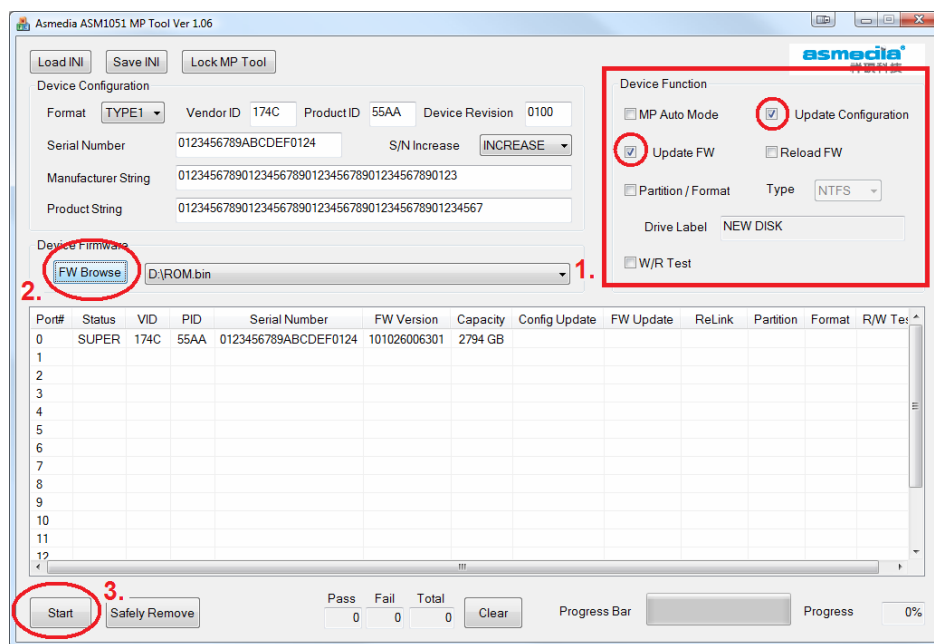 Asmedia ASM1051 MP Tool Ver 1.06
Load INI Save INI Lock MP Tool
asmedia
祥碩科技
Device Configuration
Format TYPE1 Vendor ID 174C Product ID 55AA Device Revision 0100
Serial Number 0123456789ABCDEF0124 S/N Increase INCREASE
Manufacturer String 01234567890123456789012345678901234567890123
Product String 012345678901234567890123456789012345678901234567
Device Function
MP Auto Mode Update Configuration
Update FW Reload FW
Partition / Format Type NTFS
Drive Label NEW DISK
W/R Test
1.
Device Firmware
FW Browse D:\ROM.bin
2.
Port# Status VID PID Serial Number FW Version Capacity Config Update FW Update ReLink Partition Format R/W Tes
0 SUPER 174C 55AA 0123456789ABCDEF0124 101026006301 2794 GB
1
2
3
4
5
6
7
8
9
10
11
12
3.
Start Safely Remove
Pass Fail Total
0 0 0 Clear Progress Bar Progress 0%